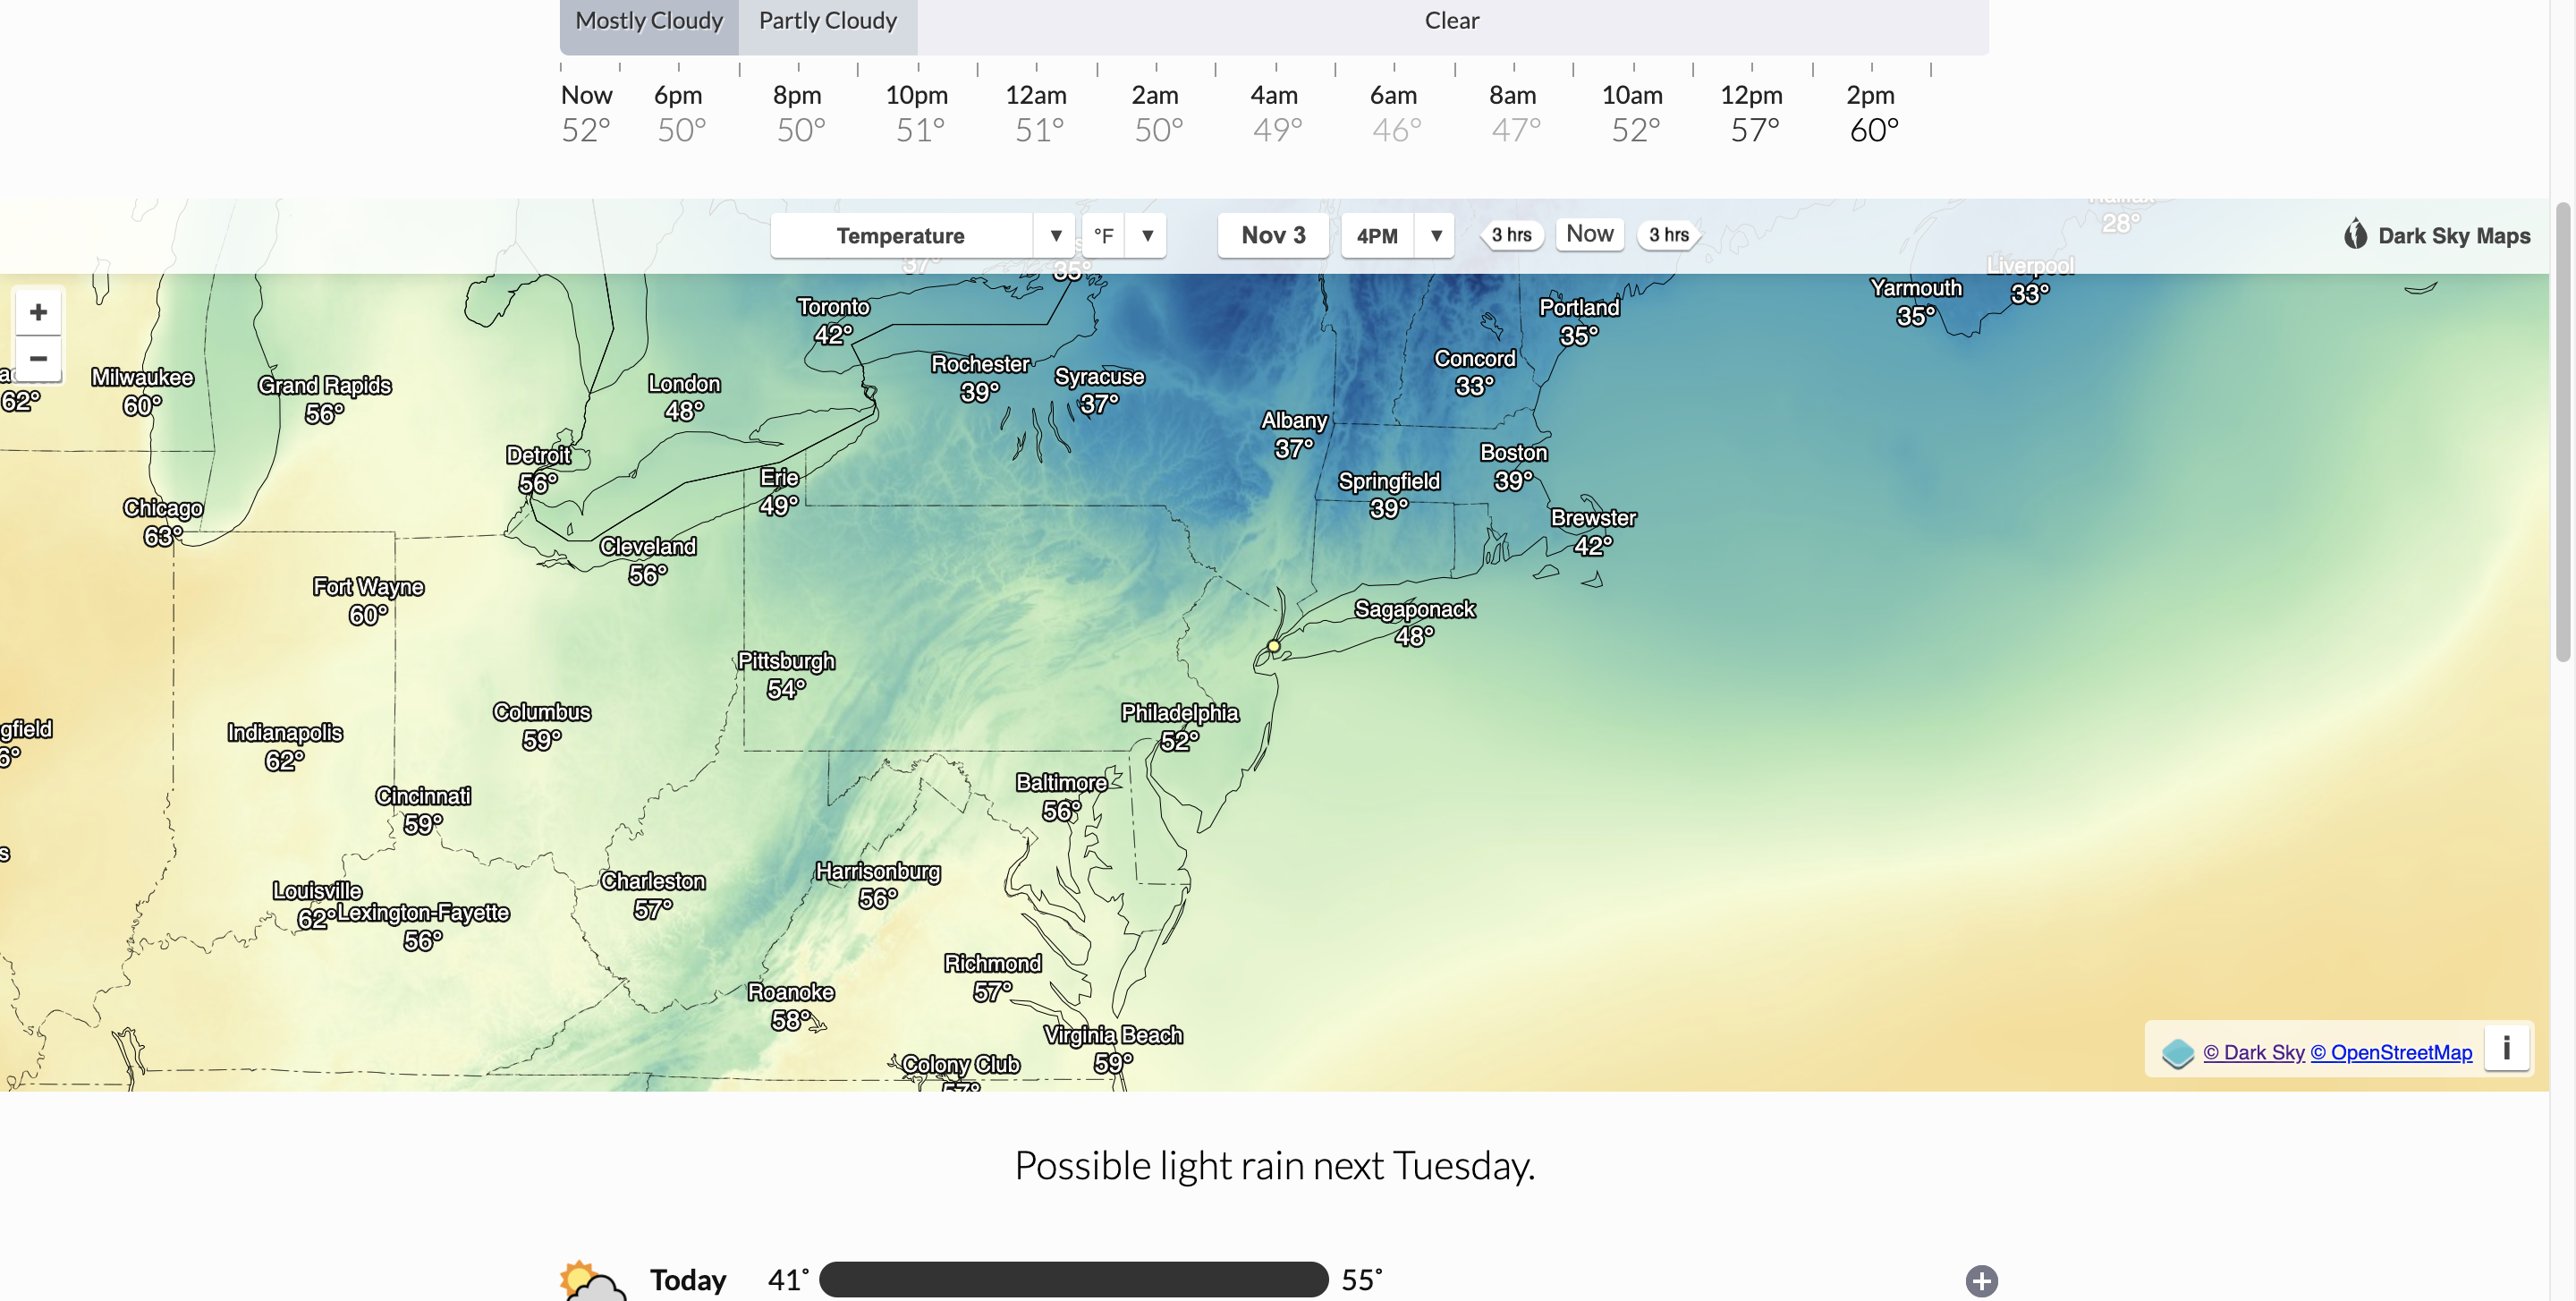 Mostly Cloudy Partly Cloudy Clear
Now 6pm 8pm 10pm 12am 2am 4am 6am 8am 10am 12pm 2pm
52° 50° 50° 51° 51° 50° 49° 46° 47° 52° 57° 60°
Temperature ▼ °F ▼ Nov 3 4PM ▼ 3 hrs Now 3 hrs
Dark Sky Maps
28°
37°
35°
Liverpool
33°
Yarmouth
35°
+
−
Toronto
42°
Portland
35°
Rochester
39°
Syracuse
37°
Concord
33°
62°
Milwaukee
60°
Grand Rapids
56°
London
48°
Albany
37°
Detroit
56°
Erie
49°
Springfield
39°
Boston
39°
Chicago
63°
Cleveland
56°
Brewster
42°
Fort Wayne
60°
Sagaponack
48°
Pittsburgh
54°
gfield
6°
Indianapolis
62°
Columbus
59°
Philadelphia
52°
Cincinnati
59°
Baltimore
56°
s
Louisville
62°
Lexington-Fayette
56°
Charleston
57°
Harrisonburg
56°
Richmond
57°
Roanoke
58°
Virginia Beach
59°
Colony Club
57°
© Dark Sky © OpenStreetMap i
Possible light rain next Tuesday.
Today 41° 55°